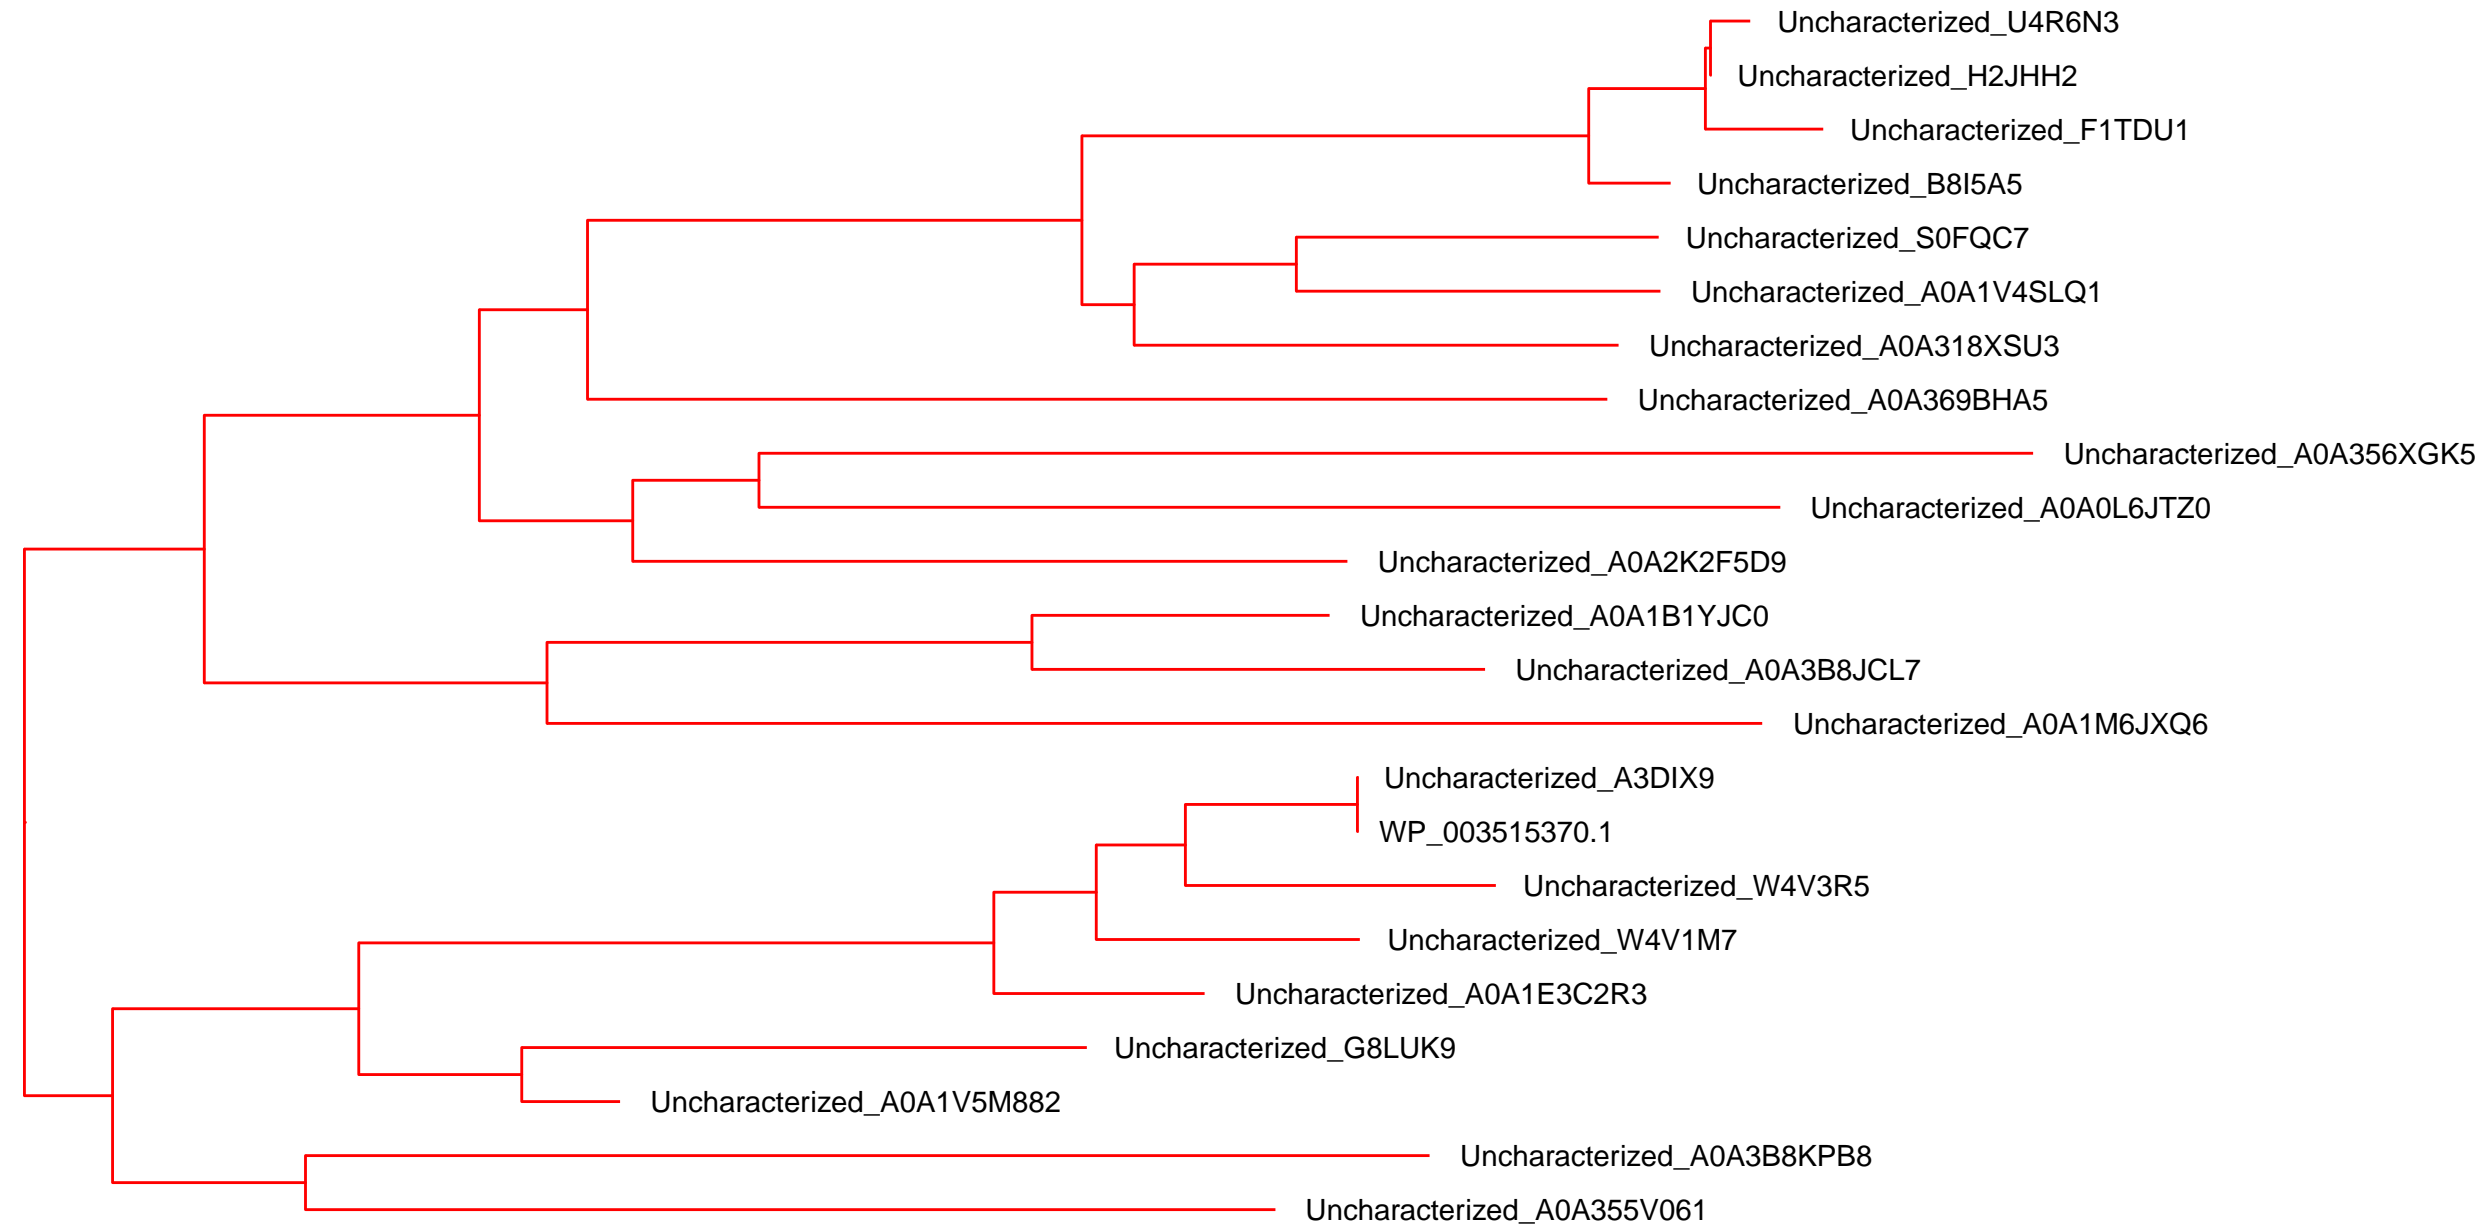 Uncharacterized_U4R6N3
Uncharacterized_H2JHH2
Uncharacterized_F1TDU1
Uncharacterized_B8I5A5
Uncharacterized_S0FQC7
Uncharacterized_A0A1V4SLQ1
Uncharacterized_A0A318XSU3
Uncharacterized_A0A369BHA5
Uncharacterized_A0A356XGK5
Uncharacterized_A0A0L6JTZ0
Uncharacterized_A0A2K2F5D9
Uncharacterized_A0A1B1YJC0
Uncharacterized_A0A3B8JCL7
Uncharacterized_A0A1M6JXQ6
Uncharacterized_A3DIX9
WP_003515370.1
Uncharacterized_W4V3R5
Uncharacterized_W4V1M7
Uncharacterized_A0A1E3C2R3
Uncharacterized_G8LUK9
Uncharacterized_A0A1V5M882
Uncharacterized_A0A3B8KPB8
Uncharacterized_A0A355V061